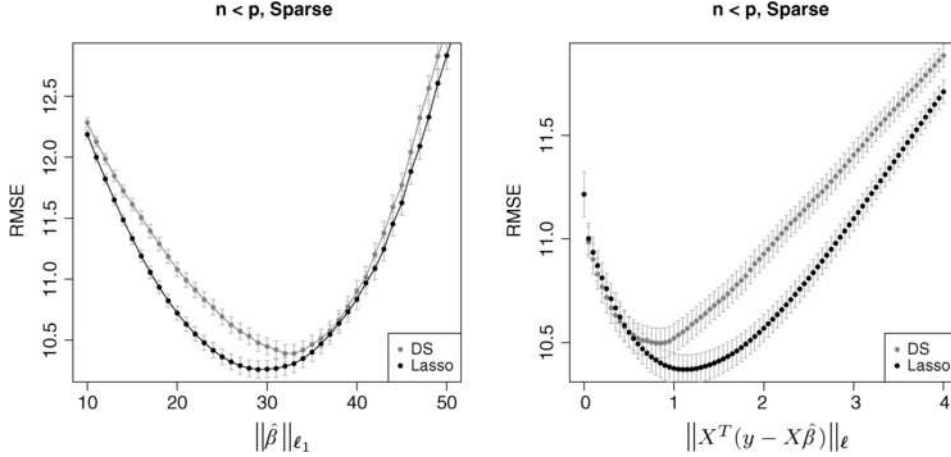 n < p, Sparse
RMSE
12.5
12.0
11.5
11.0
10.5
DS
Lasso
10 20 30 40 50
||β̂||ℓ₁
n < p, Sparse
RMSE
11.5
11.0
10.5
DS
Lasso
0 1 2 3 4
||Xᵀ(y − Xβ̂)||ℓ